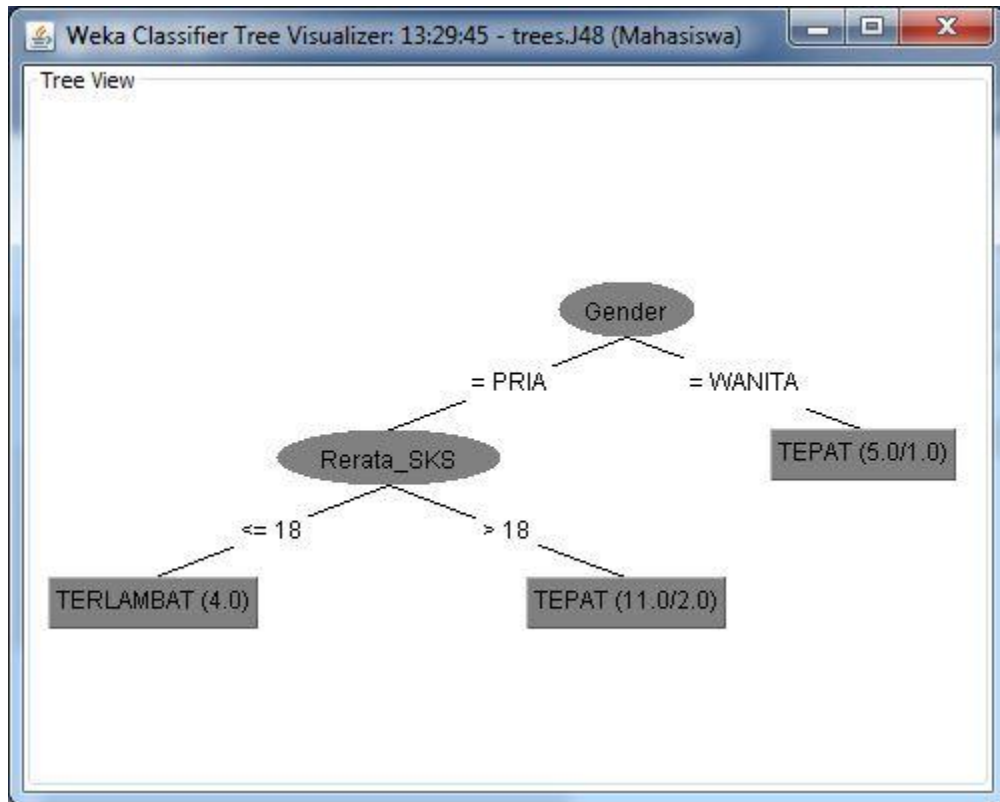 Weka Classifier Tree Visualizer: 13:29:45 - trees.J48 (Mahasiswa)
Tree View
Gender
= PRIA
= WANITA
Rerata_SKS
TEPAT (5.0/1.0)
<= 18
> 18
TERLAMBAT (4.0)
TEPAT (11.0/2.0)